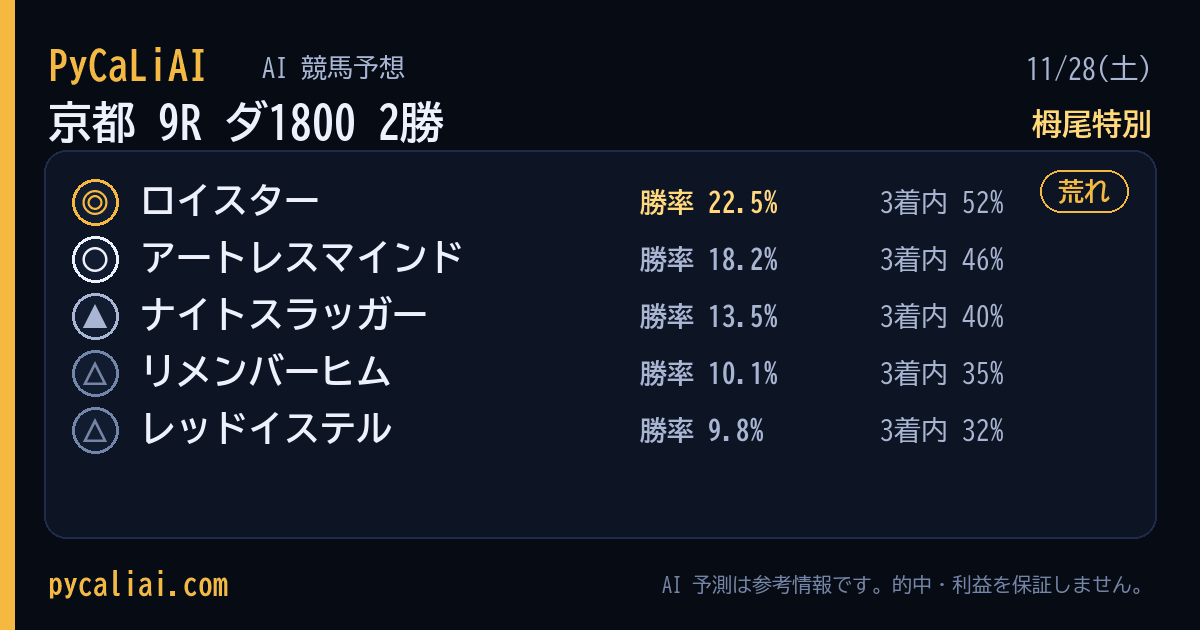 PyCaLiAI AI 競馬予想 11/28(土)
京都 9R ダ1800 2勝 栂尾特別
荒れ
◎ ロイスター 勝率 22.5% 3着内 52%
○ アートレスマインド 勝率 18.2% 3着内 46%
▲ ナイトスラッガー 勝率 13.5% 3着内 40%
△ リメンバーヒム 勝率 10.1% 3着内 35%
△ レッドイステル 勝率 9.8% 3着内 32%
pycaliai.com AI 予測は参考情報です。的中・利益を保証しません。